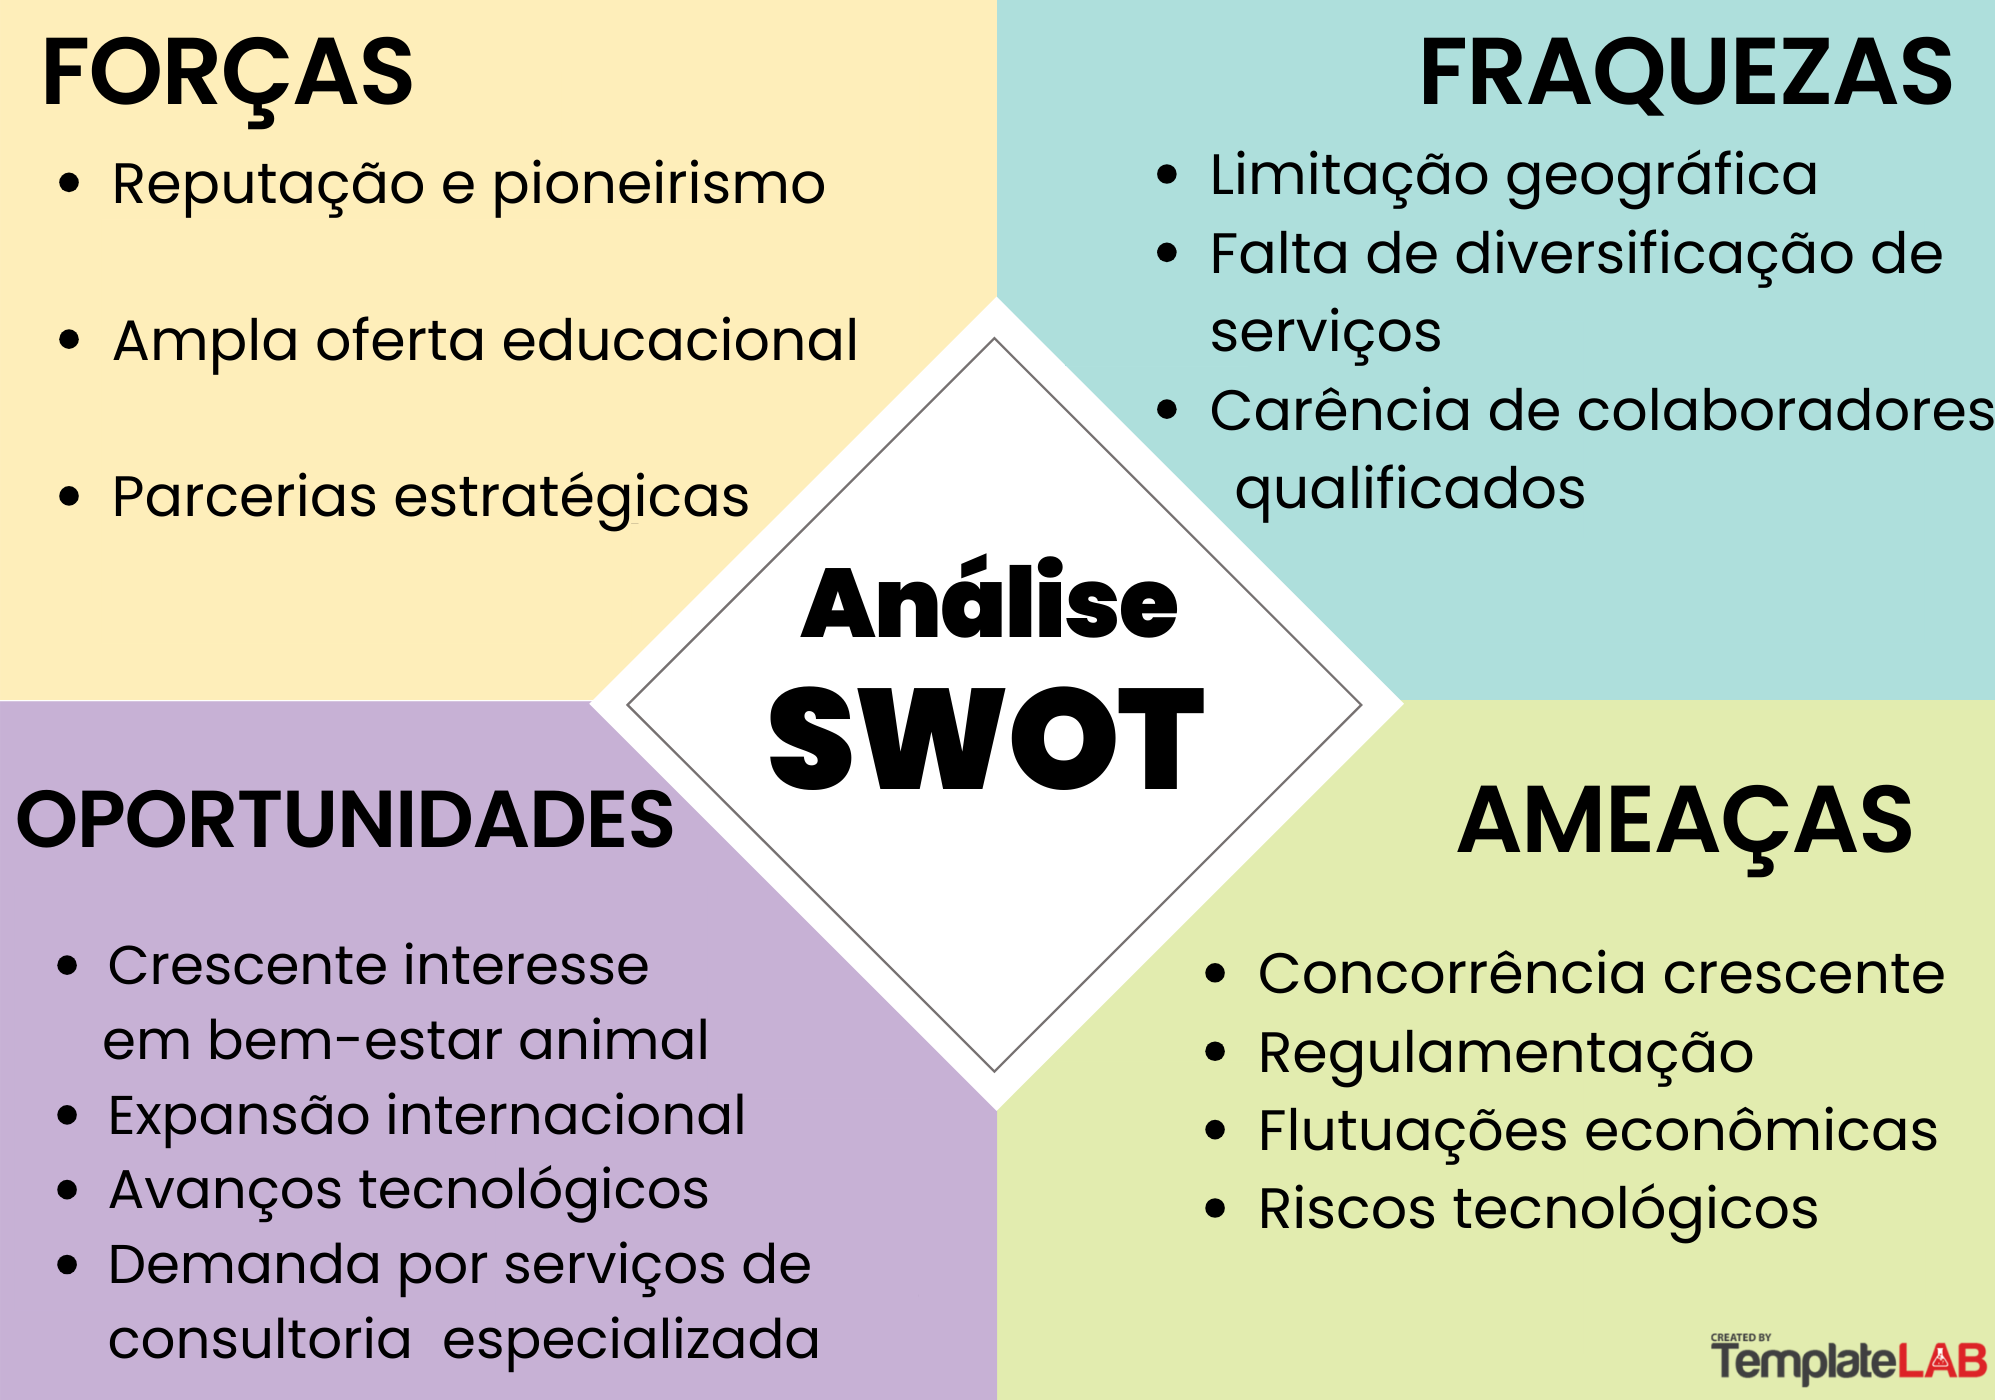 FORÇAS
Reputação e pioneirismo
Ampla oferta educacional
Parcerias estratégicas
FRAQUEZAS
Limitação geográfica
Falta de diversificação de
serviços
Carência de colaboradores
qualificados
Análise
SWOT
OPORTUNIDADES
Crescente interesse
em bem-estar animal
Expansão internacional
Avanços tecnológicos
Demanda por serviços de
consultoria especializada
AMEAÇAS
Concorrência crescente
Regulamentação
Flutuações econômicas
Riscos tecnológicos
CREATED BY
TemplateLAB